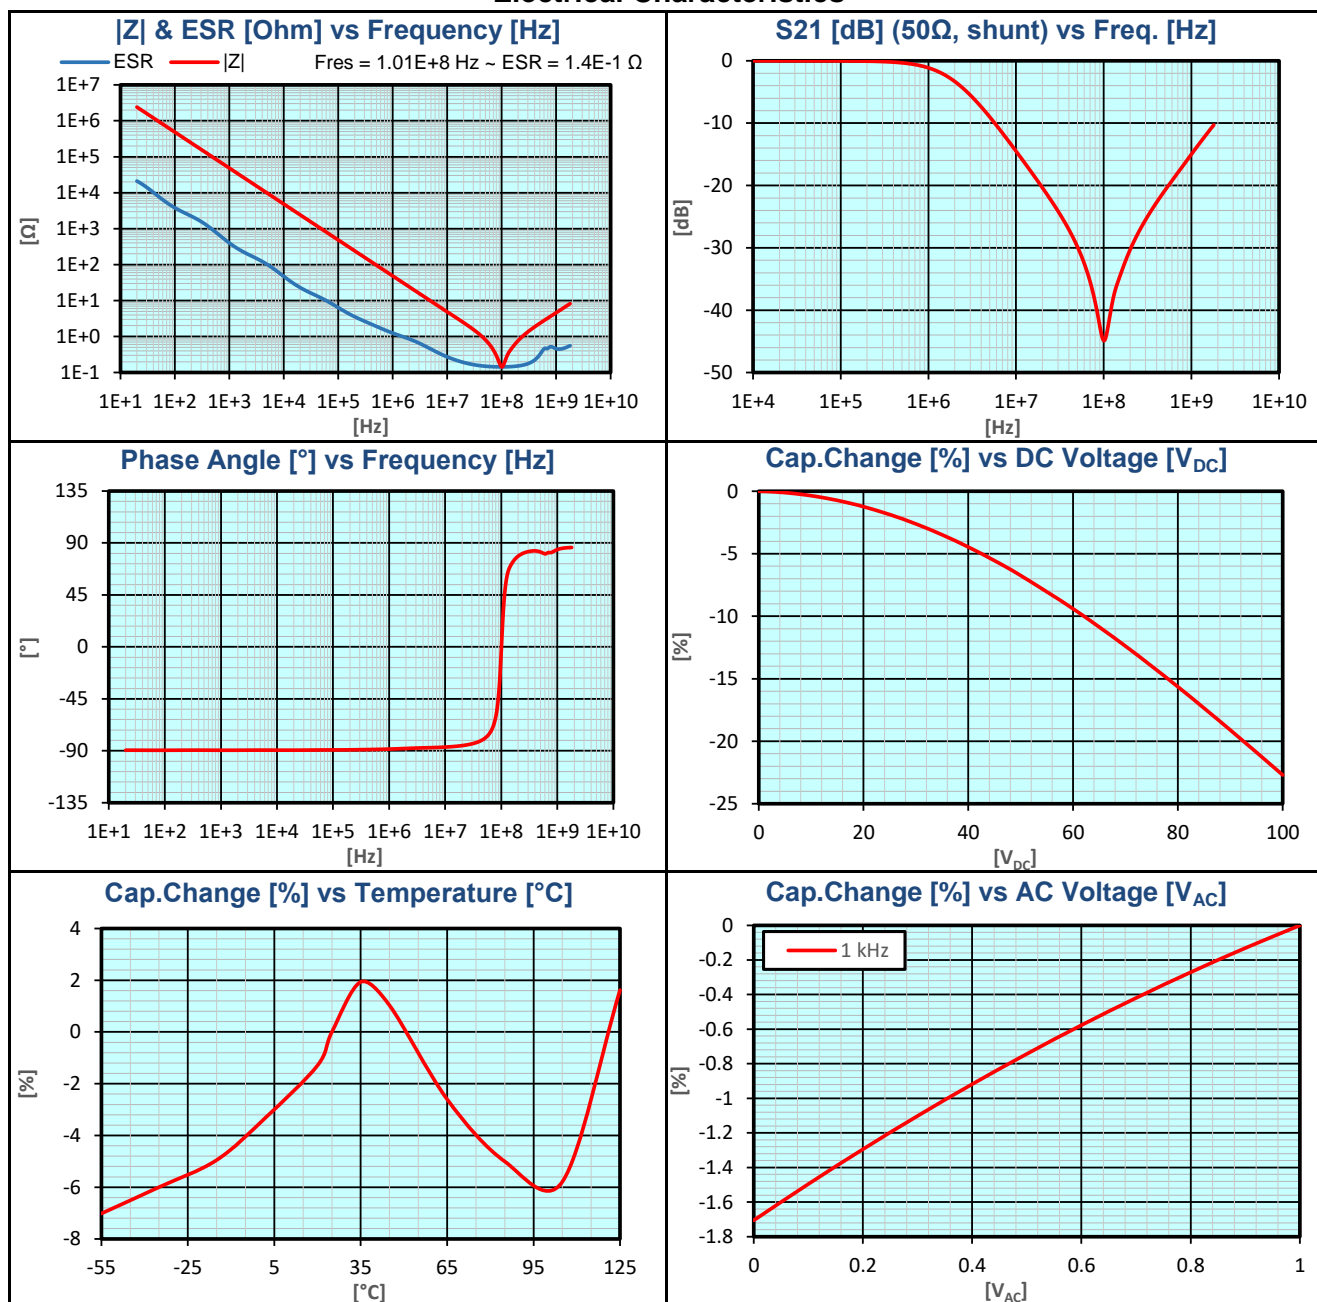 Electrical Characteristics
|Z| & ESR [Ohm] vs Frequency [Hz]
ESR |Z| Fres = 1.01E+8 Hz ~ ESR = 1.4E-1 Ω
1E+7
1E+6
1E+5
1E+4
1E+3
1E+2
1E+1
1E+0
1E-1
[Ω]
1E+1 1E+2 1E+3 1E+4 1E+5 1E+6 1E+7 1E+8 1E+9 1E+10
[Hz]
S21 [dB] (50Ω, shunt) vs Freq. [Hz]
0
-10
-20
-30
-40
-50
[dB]
1E+4 1E+5 1E+6 1E+7 1E+8 1E+9 1E+10
[Hz]
Phase Angle [°] vs Frequency [Hz]
135
90
45
0
-45
-90
-135
[°]
1E+1 1E+2 1E+3 1E+4 1E+5 1E+6 1E+7 1E+8 1E+9 1E+10
[Hz]
Cap.Change [%] vs DC Voltage [VDC]
0
-5
-10
-15
-20
-25
[%]
0 20 40 60 80 100
[VDC]
Cap.Change [%] vs Temperature [°C]
4
2
0
-2
-4
-6
-8
[%]
-55 -25 5 35 65 95 125
[°C]
Cap.Change [%] vs AC Voltage [VAC]
1 kHz
0
-0.2
-0.4
-0.6
-0.8
-1
-1.2
-1.4
-1.6
-1.8
[%]
0 0.2 0.4 0.6 0.8 1
[VAC]